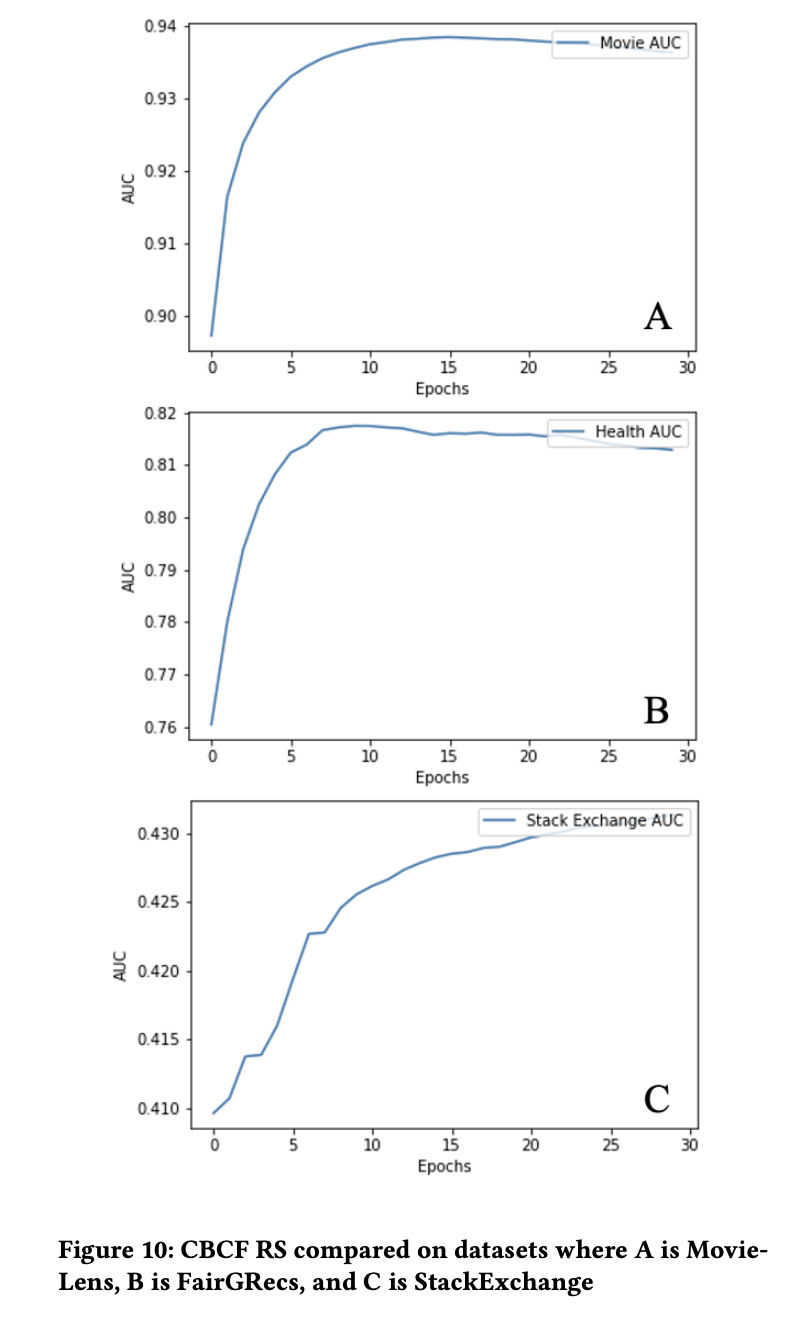 0.94
0.93
0.92
0.91
0.90
AUC
Movie AUC
A
0 5 10 15 20 25 30
Epochs
0.82
0.81
0.80
0.79
0.78
0.77
0.76
AUC
Health AUC
B
0 5 10 15 20 25 30
Epochs
0.430
0.425
0.420
0.415
0.410
AUC
Stack Exchange AUC
C
0 5 10 15 20 25 30
Epochs
Figure 10: CBCF RS compared on datasets where A is Movie-
Lens, B is FairGRecs, and C is StackExchange